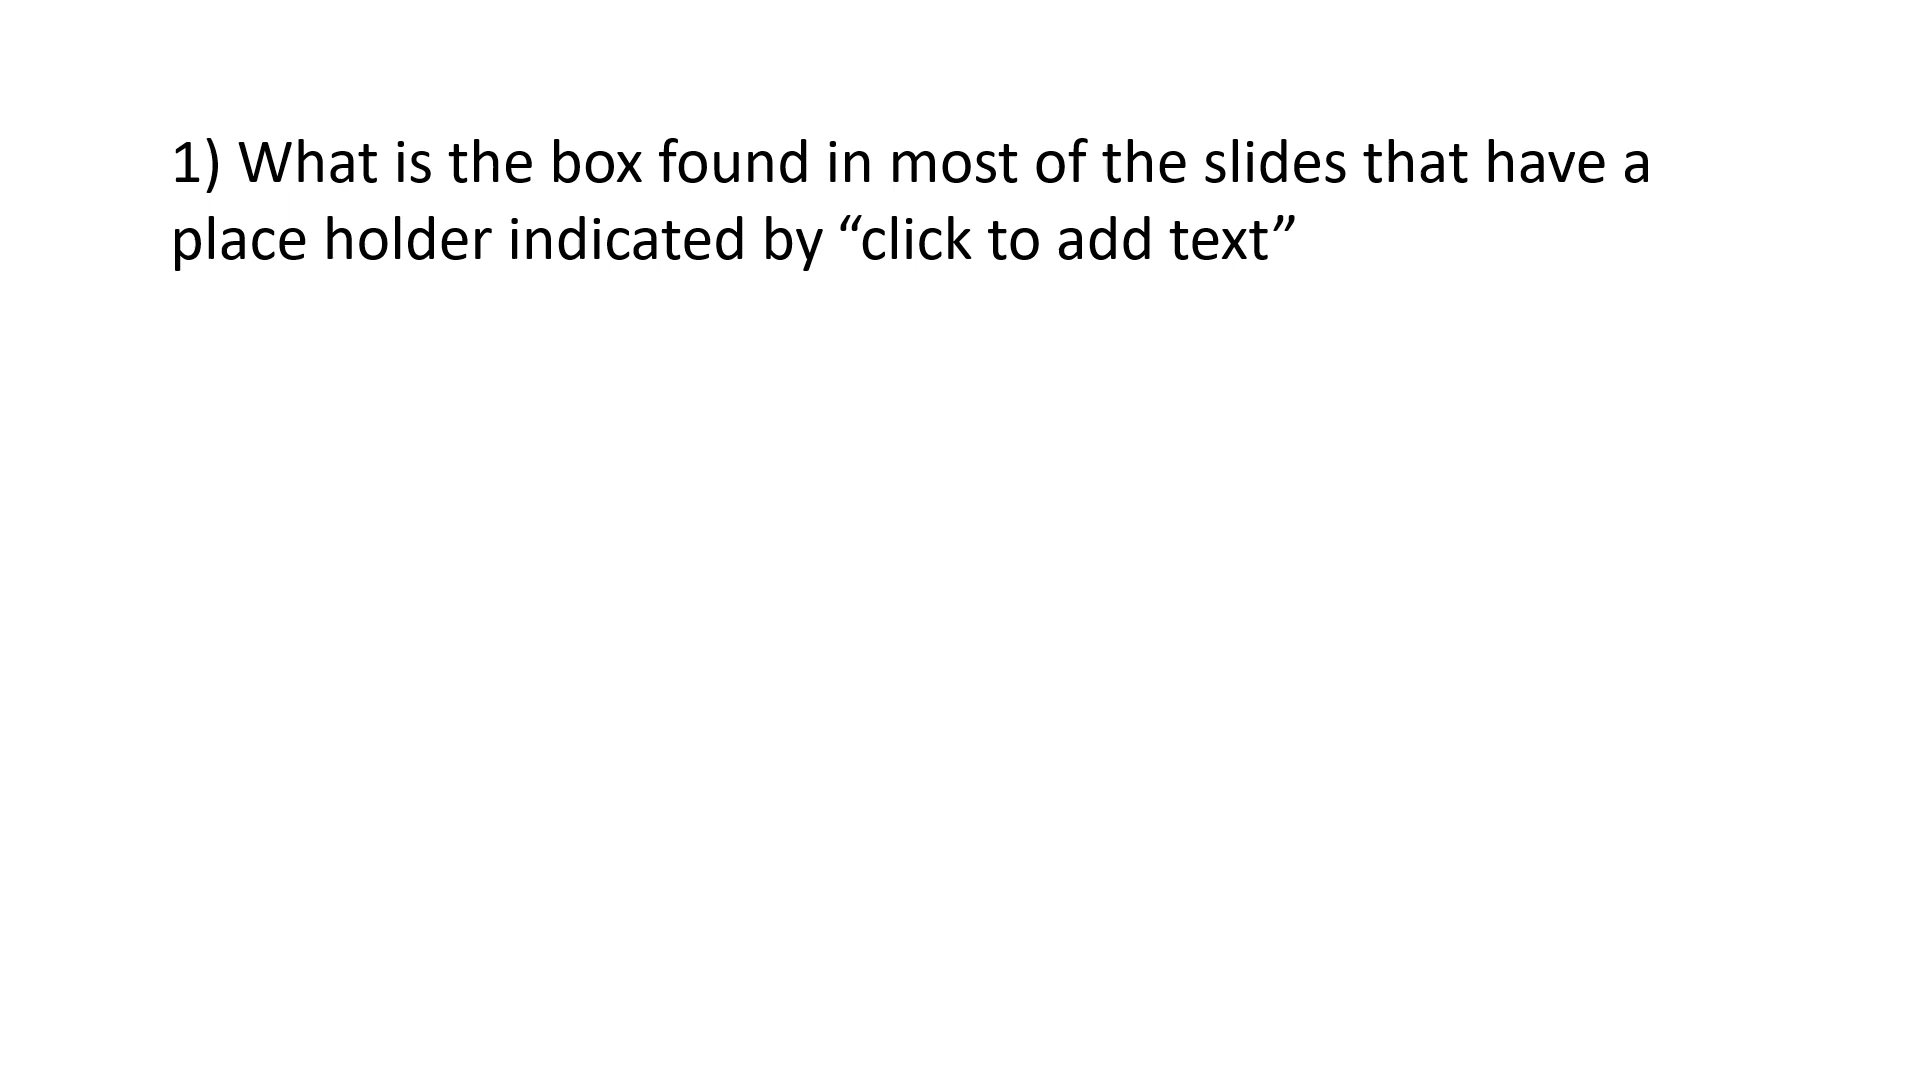 1) What is the box found in most of the slides that have a
place holder indicated by “click to add text”